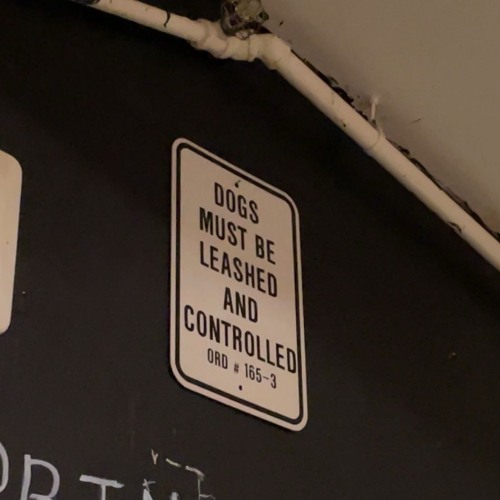 DOGS
MUST BE
LEASHED
AND
CONTROLLED
ORD # 165-3